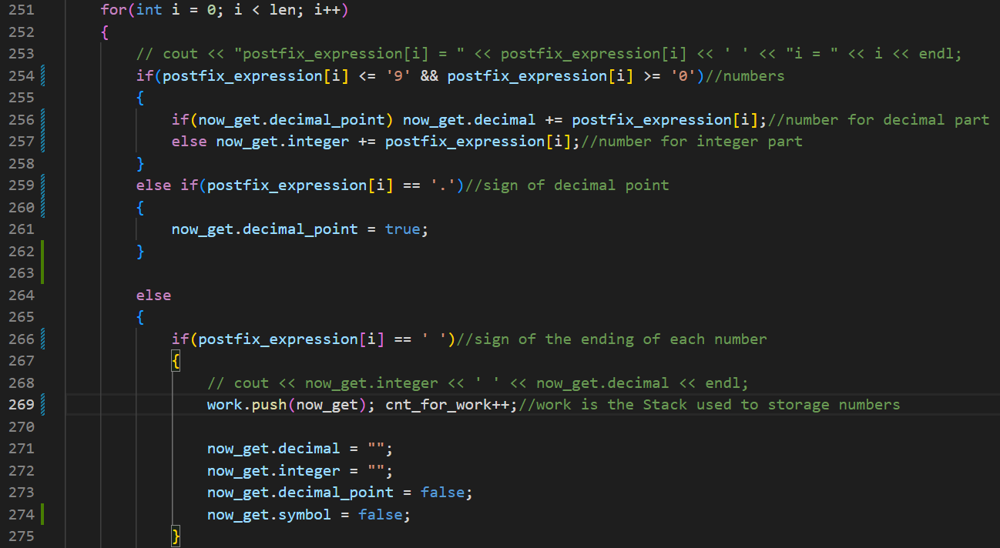 251 for(int i = 0; i < len; i++)
252 {
253 // cout << "postfix_expression[i] = " << postfix_expression[i] << ' ' << "i = " << i << endl;
254 if(postfix_expression[i] <= '9' && postfix_expression[i] >= '0')//numbers
255 {
256 if(now_get.decimal_point) now_get.decimal += postfix_expression[i];//number for decimal part
257 else now_get.integer += postfix_expression[i];//number for integer part
258 }
259 else if(postfix_expression[i] == '.')//sign of decimal point
260 {
261 now_get.decimal_point = true;
262 }
263
264 else
265 {
266 if(postfix_expression[i] == ' ')//sign of the ending of each number
267 {
268 // cout << now_get.integer << ' ' << now_get.decimal << endl;
269 work.push(now_get); cnt_for_work++;//work is the Stack used to storage numbers
270
271 now_get.decimal = "";
272 now_get.integer = "";
273 now_get.decimal_point = false;
274 now_get.symbol = false;
275 }